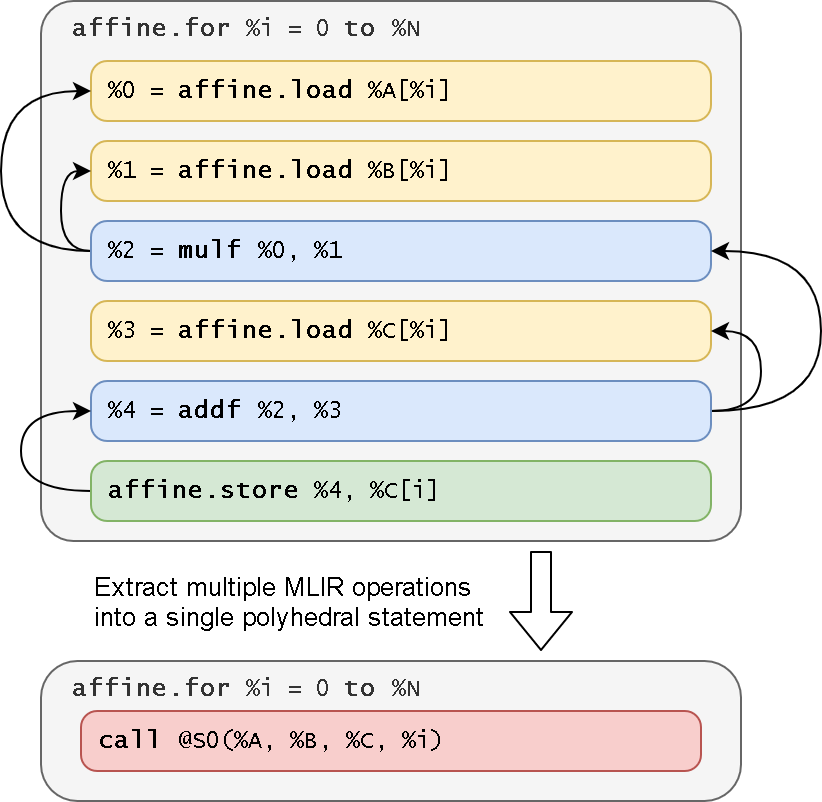 affine.for %i = 0 to %N
%0 = affine.load %A[%i]
%1 = affine.load %B[%i]
%2 = mulf %0, %1
%3 = affine.load %C[%i]
%4 = addf %2, %3
affine.store %4, %C[i]
Extract multiple MLIR operations
into a single polyhedral statement
affine.for %i = 0 to %N
call @S0(%A, %B, %C, %i)